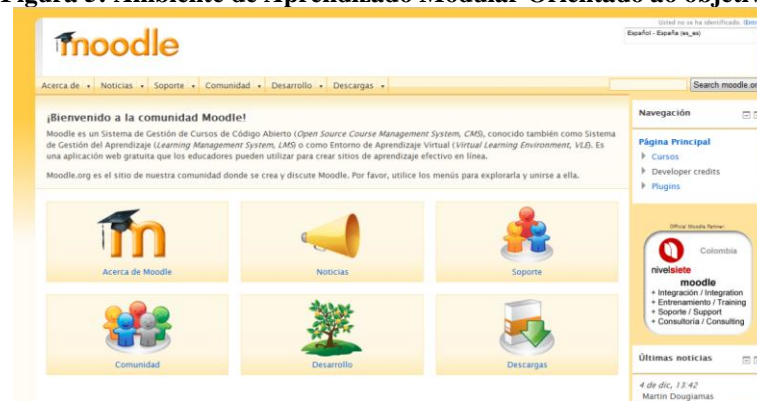 Figura 3: Ambiente de Aprendizado Modular Orientado ao objeti
Usted no se ha identificado.
Español - España (es_es)
moodle
Acerca de Noticias Soporte Comunidad Desarrollo Descargas
Search moodle.or
¡Bienvenido a la comunidad Moodle!
Moodle es un Sistema de Gestión de Cursos de Código Abierto (Open Source Course Management System, CMS), conocido también como Sistema
de Gestión del Aprendizaje (Learning Management System, LMS) o como Entorno de Aprendizaje Virtual (Virtual Learning Environment, VLE). Es
una aplicación web gratuita que los educadores pueden utilizar para crear sitios de aprendizaje efectivo en línea.
Moodle.org es el sitio de nuestra comunidad donde se crea y discute Moodle. Por favor, utilice los menús para explorarla y unirse a ella.
Acerca de Moodle
Noticias
Soporte
Comunidad
Desarrollo
Descargas
Navegación
Página Principal
Cursos
Developer credits
Plugins
Official Moodle Partner
Colombia
nivelsiete
moodle
+ Integración / Integration
+ Entrenamiento / Training
+ Soporte / Support
+ Consultoría / Consulting
Últimas noticias
4 de dic, 13:42
Martin Dougiamas